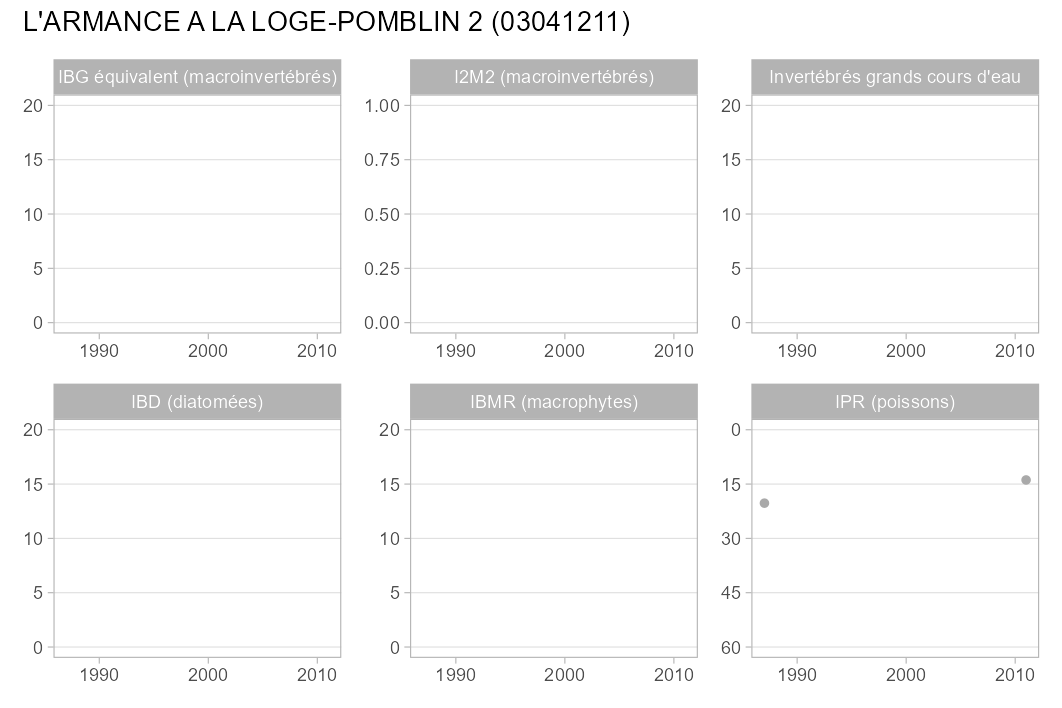 L'ARMANCE A LA LOGE-POMBLIN 2 (03041211)
IBG équivalent (macroinvertébrés)
20
15
10
5
0
1990 2000 2010
I2M2 (macroinvertébrés)
1.00
0.75
0.50
0.25
0.00
1990 2000 2010
Invertébrés grands cours d'eau
20
15
10
5
0
1990 2000 2010
IBD (diatomées)
20
15
10
5
0
1990 2000 2010
IBMR (macrophytes)
20
15
10
5
0
1990 2000 2010
IPR (poissons)
0
15
30
45
60
1990 2000 2010